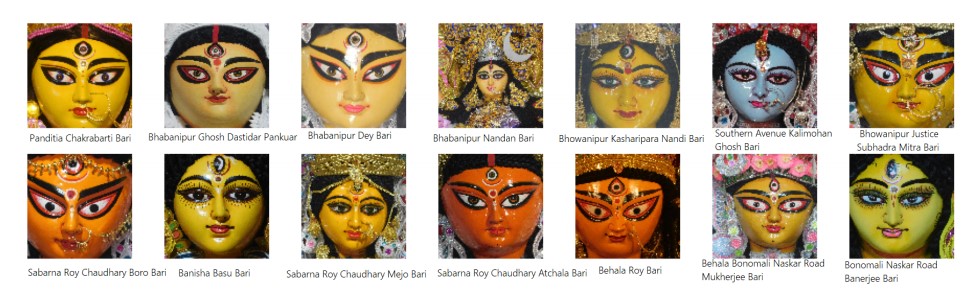 Panditia Chakrabarti Bari
Bhabanipur Ghosh Dastidar Pankuar
Bhabanipur Dey Bari
Bhabanipur Nandan Bari
Bhowanipur Kasharipara Nandi Bari
Southern Avenue Kalimohan
Ghosh Bari
Bhowanipur Justice
Subhadra Mitra Bari
Sabarna Roy Chaudhary Boro Bari
Banisha Basu Bari
Sabarna Roy Chaudhary Mejo Bari
Sabarna Roy Chaudhary Atchala Bari
Behala Roy Bari
Behala Bonomali Naskar Road
Mukherjee Bari
Bonomali Naskar Road
Banerjee Bari